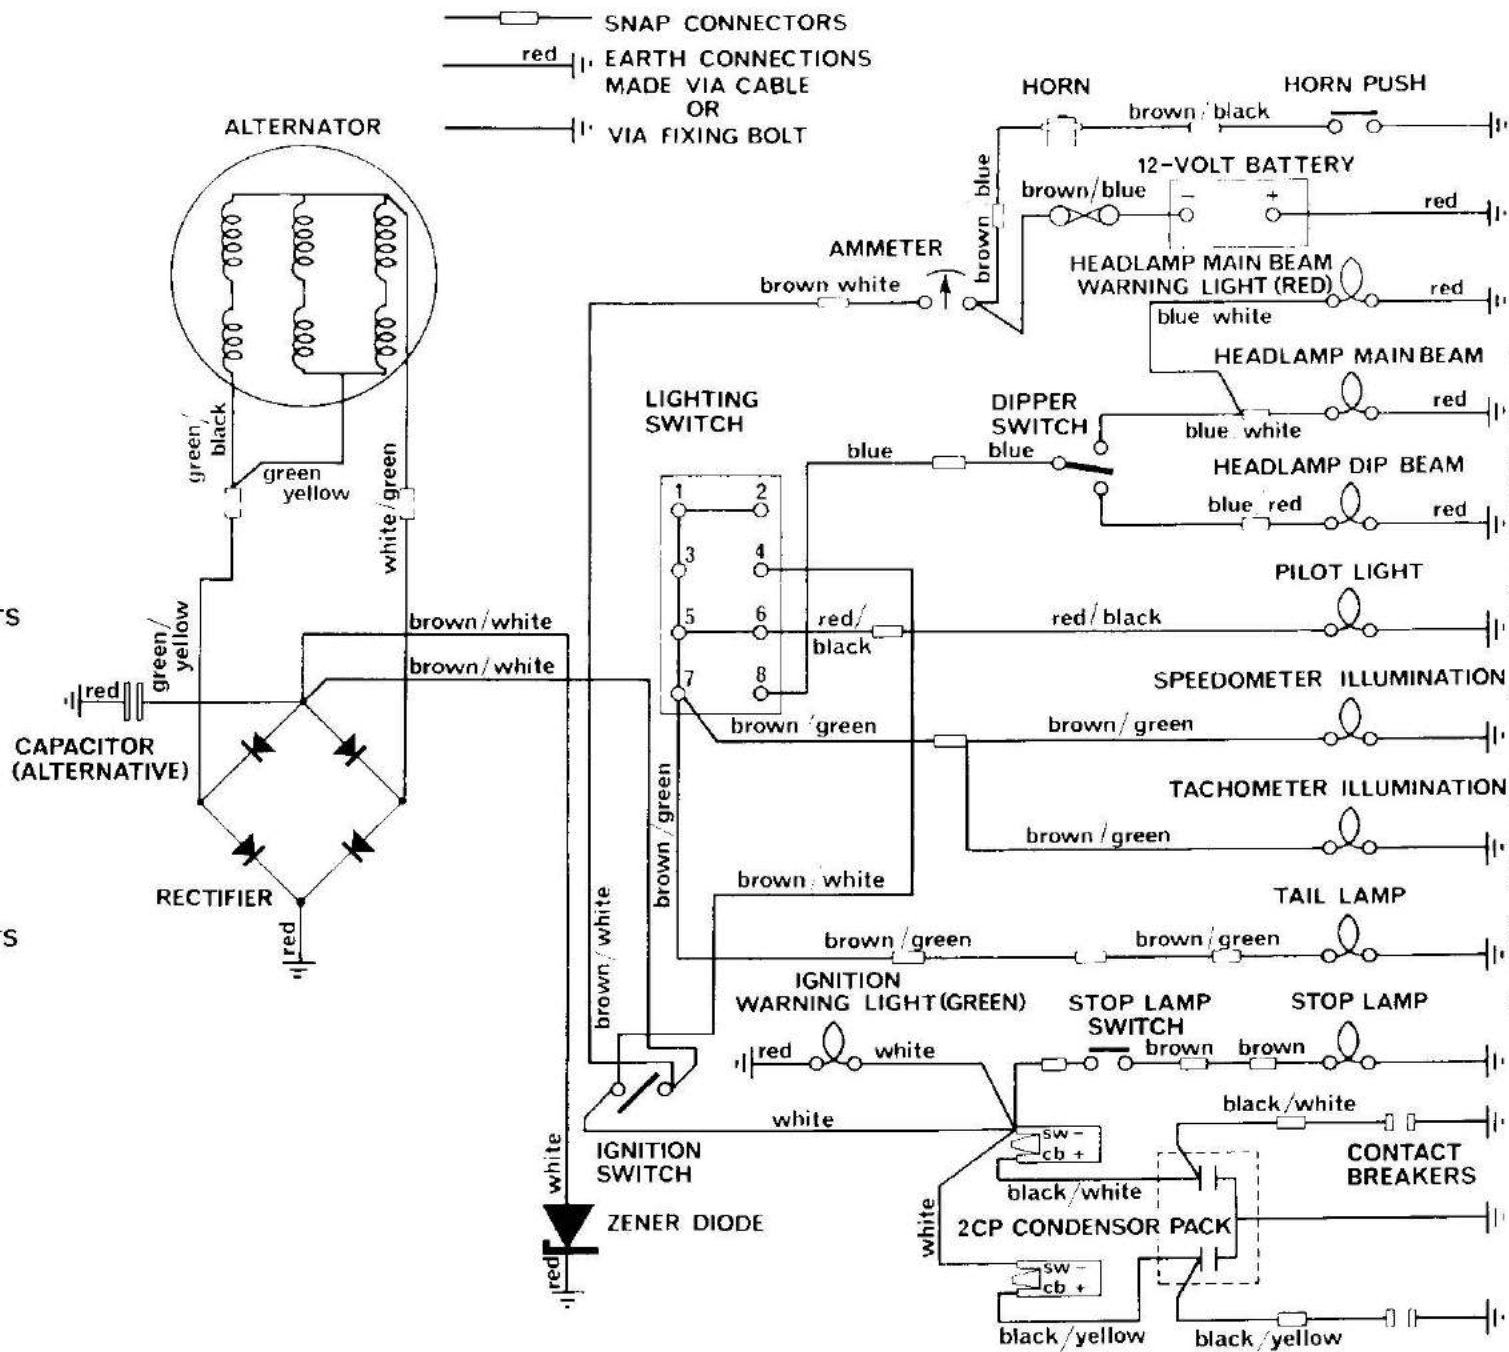 SNAP CONNECTORS
red
EARTH CONNECTIONS
MADE VIA CABLE
OR
VIA FIXING BOLT
ALTERNATOR
green/
black
green
yellow
white/green
TS
green/
yellow
brown/white
brown/white
red
CAPACITOR
(ALTERNATIVE)
RECTIFIER
red
TS
HORN
brown/black
HORN PUSH
brown blue
12-VOLT BATTERY
brown/blue
- +
red
AMMETER
brown white
HEADLAMP MAIN BEAM
WARNING LIGHT (RED)
red
blue white
HEADLAMP MAIN BEAM
red
blue white
LIGHTING
SWITCH
DIPPER
SWITCH
blue
blue
HEADLAMP DIP BEAM
blue/red
red
1 2
3 4
5 6
7 8
PILOT LIGHT
red/
black
red/black
SPEEDOMETER ILLUMINATION
brown/green
brown/green
TACHOMETER ILLUMINATION
brown/green
brown/green
brown/white
brown/white
TAIL LAMP
brown/green
brown/green
IGNITION
WARNING LIGHT (GREEN)
red
white
STOP LAMP
SWITCH
STOP LAMP
brown
brown
white
IGNITION
SWITCH
white
ZENER DIODE
red
sw -
cb +
black/white
black/white
CONTACT
BREAKERS
white
2CP CONDENSOR PACK
sw -
cb +
black/yellow
black/yellow